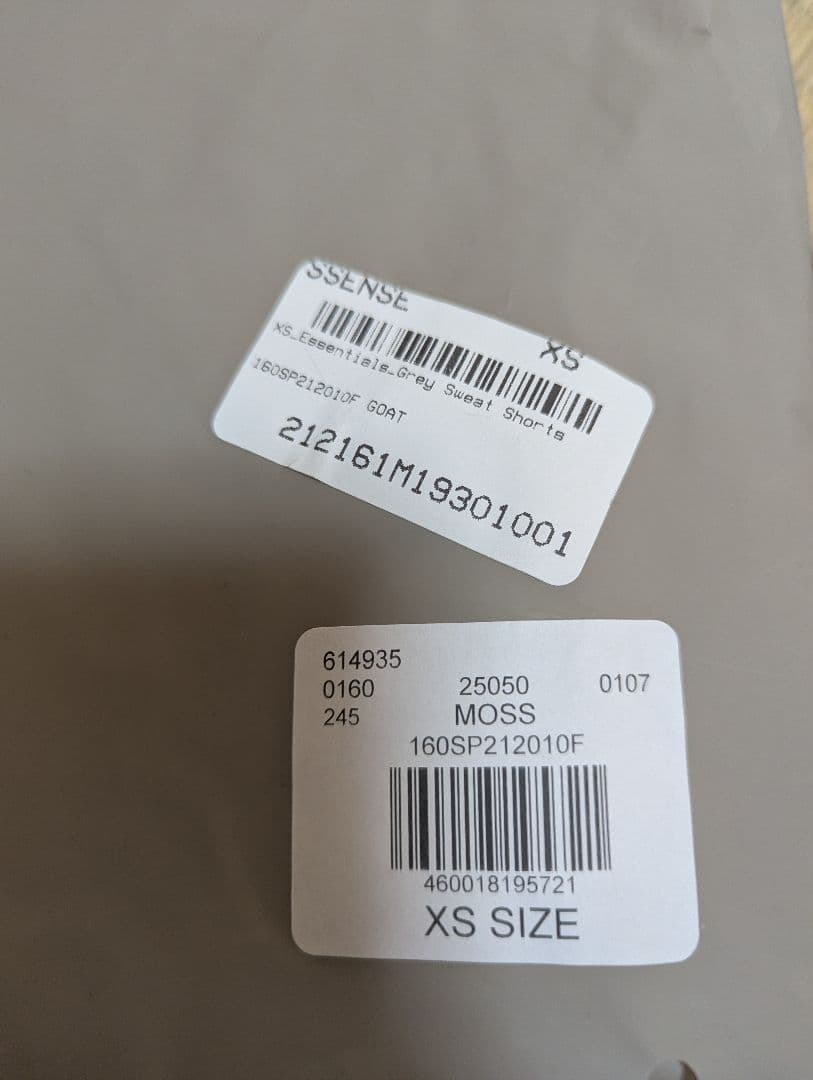 SSENSE
XS
XS_Essentials_Grey Sweat Shorts
160SP212010F GOAT
212161M19301001
614935
0160 25050 0107
245 MOSS
160SP212010F
460018195721
XS SIZE